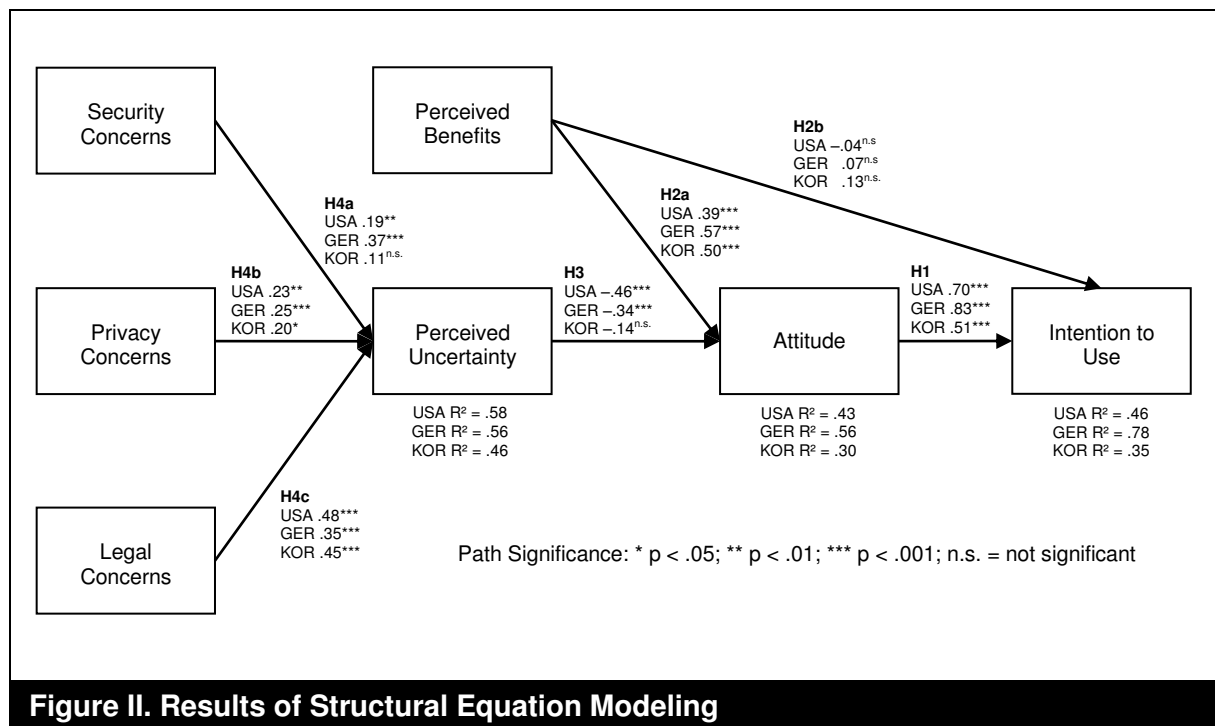 Security
Concerns
Perceived
Benefits
H2b
USA –.04n.s
GER .07n.s
KOR .13n.s.
H4a
USA .19**
GER .37***
KOR .11n.s.
H2a
USA .39***
GER .57***
KOR .50***
H4b
USA .23**
GER .25***
KOR .20*
H3
USA –.46***
GER –.34***
KOR –.14n.s.
H1
USA .70***
GER .83***
KOR .51***
Privacy
Concerns
Perceived
Uncertainty
Attitude
Intention to
Use
USA R² = .58
GER R² = .56
KOR R² = .46
USA R² = .43
GER R² = .56
KOR R² = .30
USA R² = .46
GER R² = .78
KOR R² = .35
H4c
USA .48***
GER .35***
KOR .45***
Legal
Concerns
Path Significance: * p < .05; ** p < .01; *** p < .001; n.s. = not significant
Figure II. Results of Structural Equation Modeling